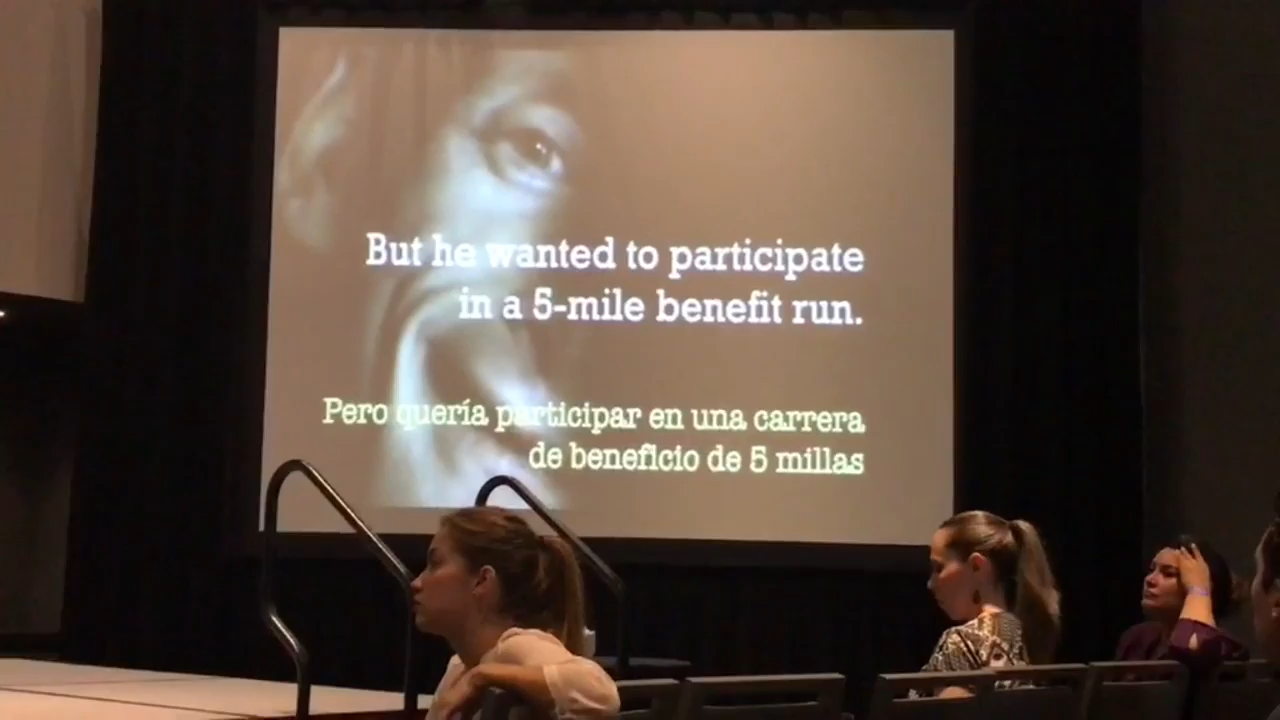 But he wanted to participate
in a 5-mile benefit run.
Pero quería participar en una carrera
de beneficio de 5 millas